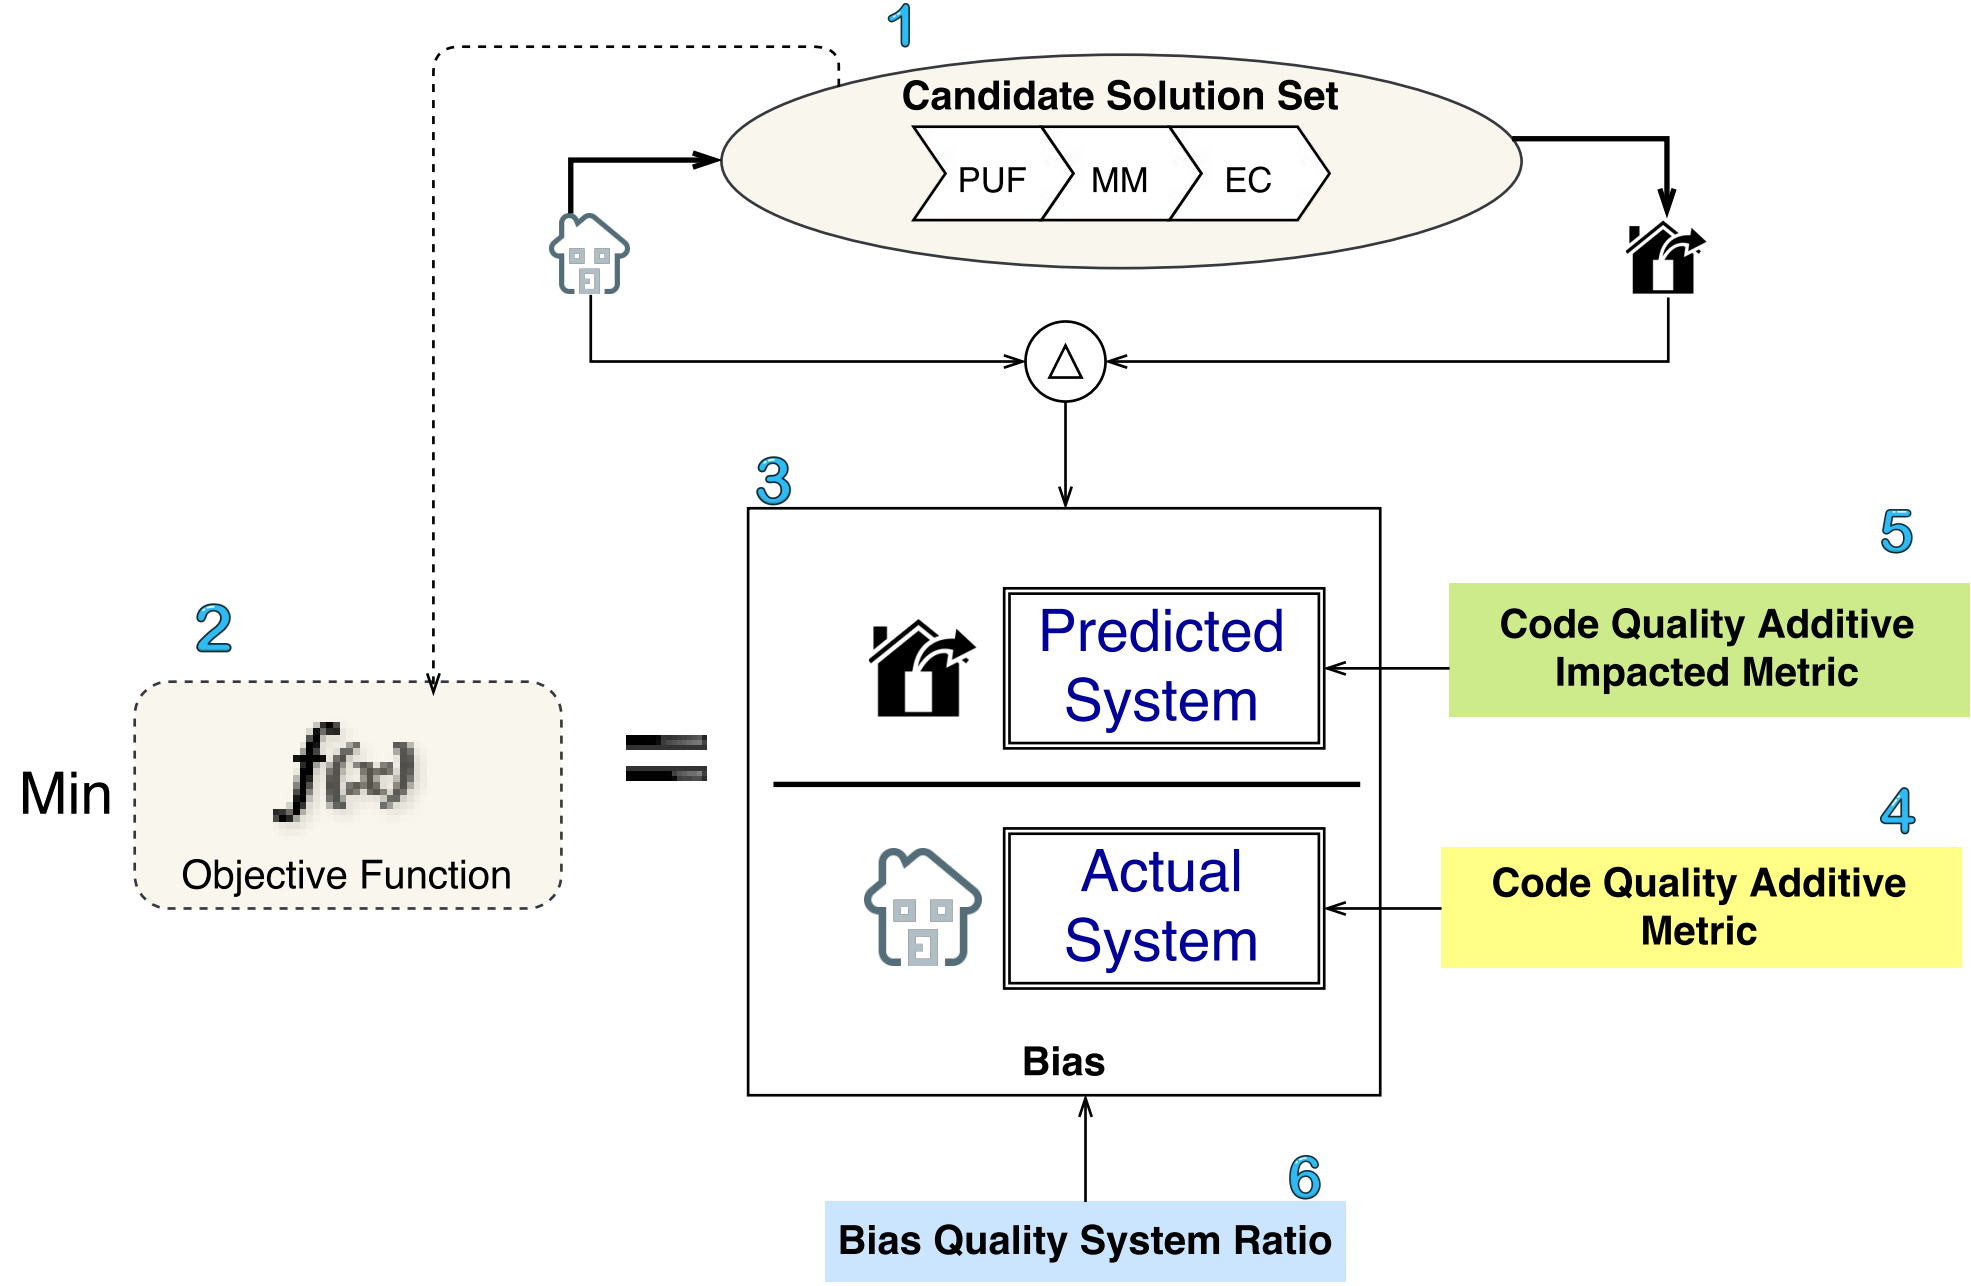 1
Candidate Solution Set
PUF MM EC
△
3
5
Predicted
System
Code Quality Additive
Impacted Metric
2
Min
f(x)
Objective Function
=
4
Actual
System
Code Quality Additive
Metric
Bias
6
Bias Quality System Ratio